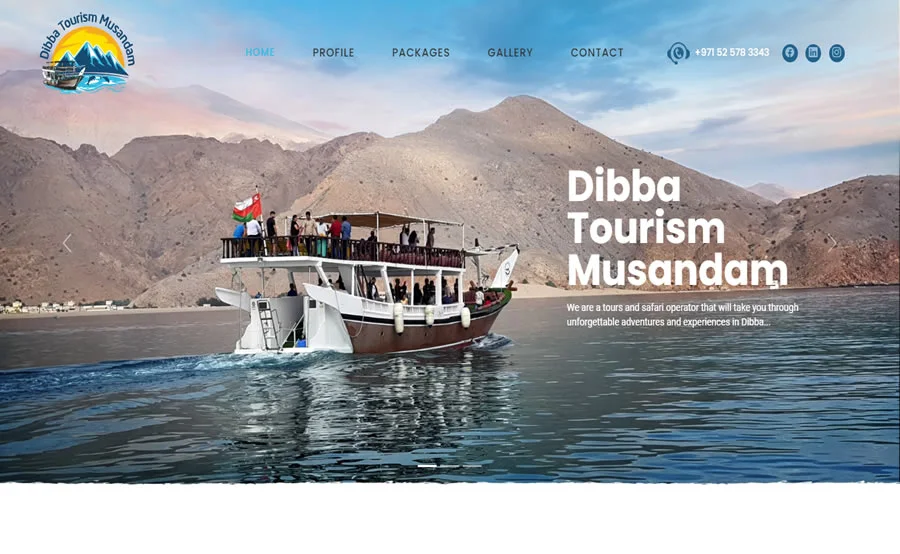 Dibba Tourism Musandam
HOME
PROFILE
PACKAGES
GALLERY
CONTACT
+971 52 578 3343
Dibba
Tourism
Musandam
We are a tours and safari operator that will take you through
unforgettable adventures and experiences in Dibba...